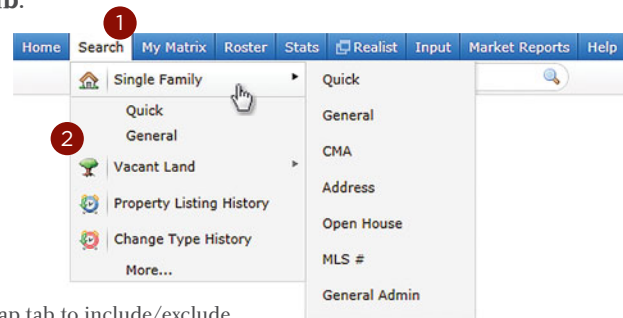 b.
1
Home Search My Matrix Roster Stats Realist Input Market Reports Help
Single Family
Quick
General
2
Vacant Land
Property Listing History
Change Type History
More...
Quick
General
CMA
Address
Open House
MLS #
General Admin
ap tab to include/exclude